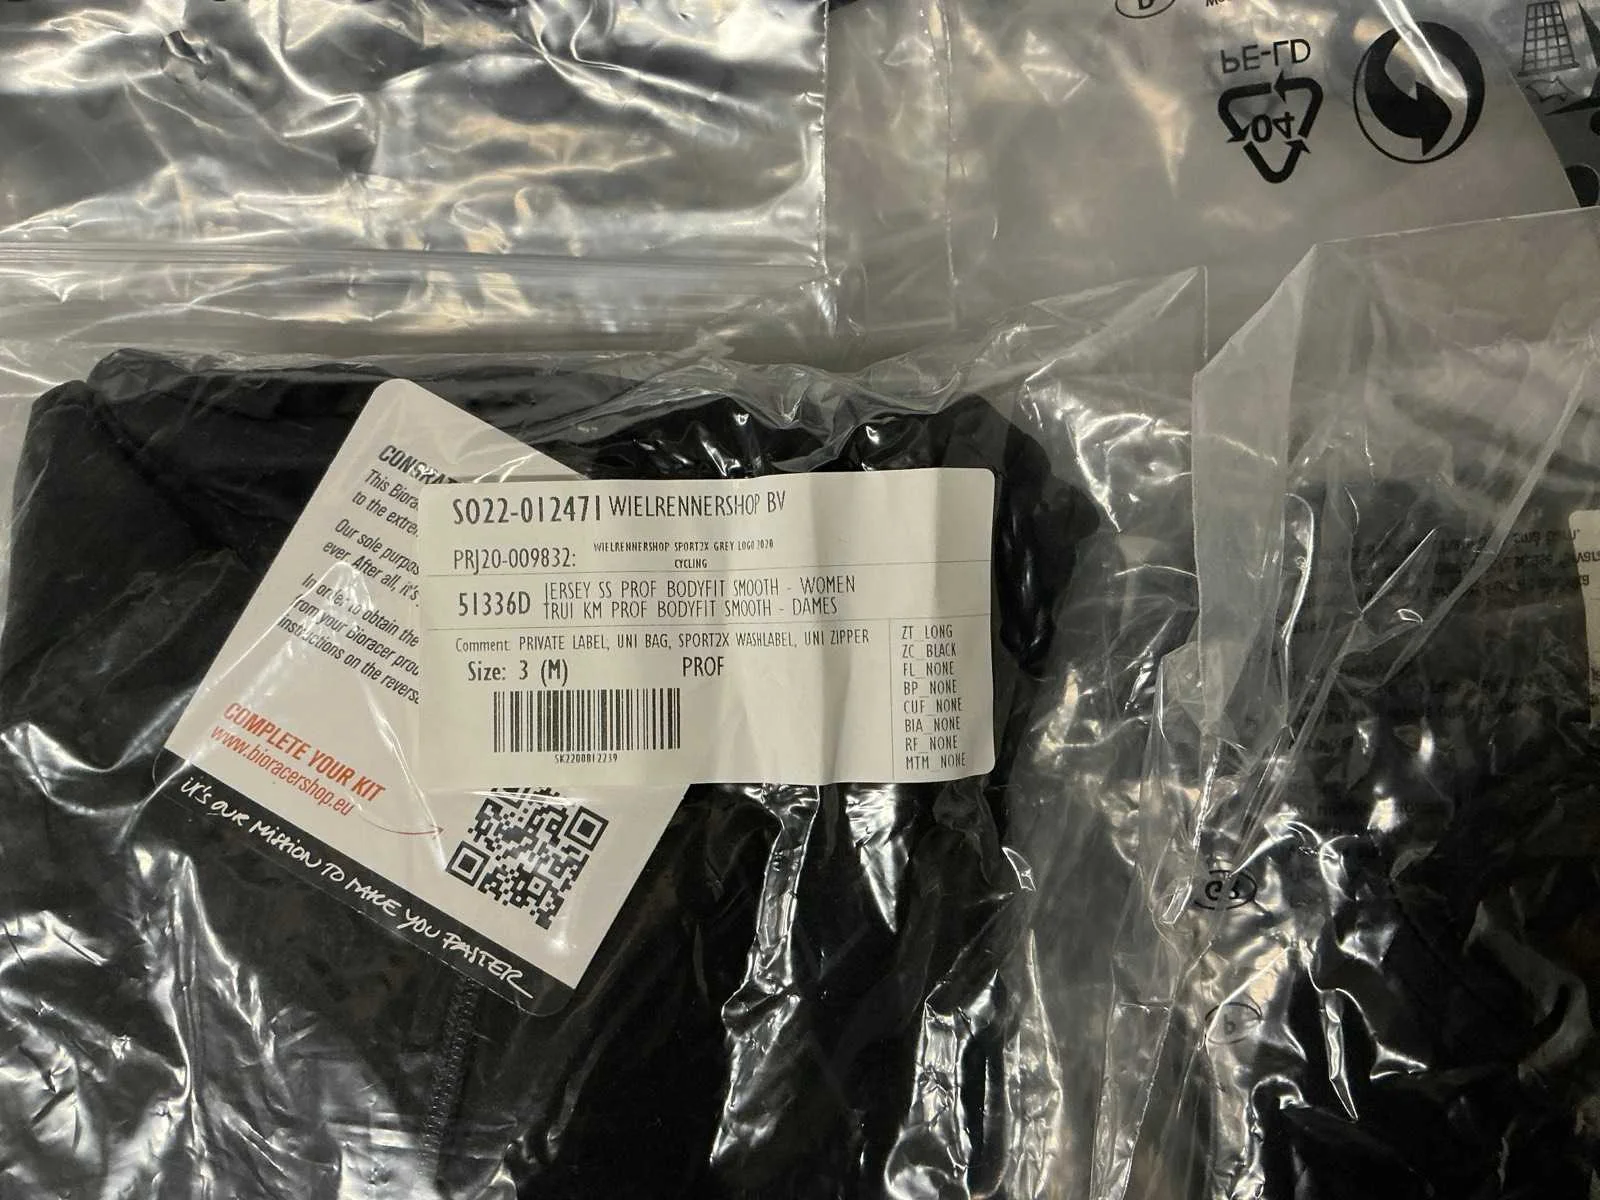 PE-LD
04
CONGRAT
This Biora
to the extre
Our sole purpos
ever. After all, it's
In order to obtain the
from your Bioracer prod
instructions on the revers
COMPLETE YOUR KIT
www.bioracershop.eu
it's our mission to make you faster
SO22-012471 WIELRENNERSHOP BV
PRJ20-009832: WIELRENNERSHOP SPORT2X GREY LOGO 2020
CYCLING
51336D JERSEY SS PROF BODYFIT SMOOTH - WOMEN
TRUI KM PROF BODYFIT SMOOTH - DAMES
Comment: PRIVATE LABEL, UNI BAG, SPORT2X WASHLABEL, UNI ZIPPER
Size: 3 (M) PROF
SK2200812239
ZT_LONG
ZC_BLACK
FL_NONE
BP_NONE
CUF_NONE
BIA_NONE
RF_NONE
MTM_NONE